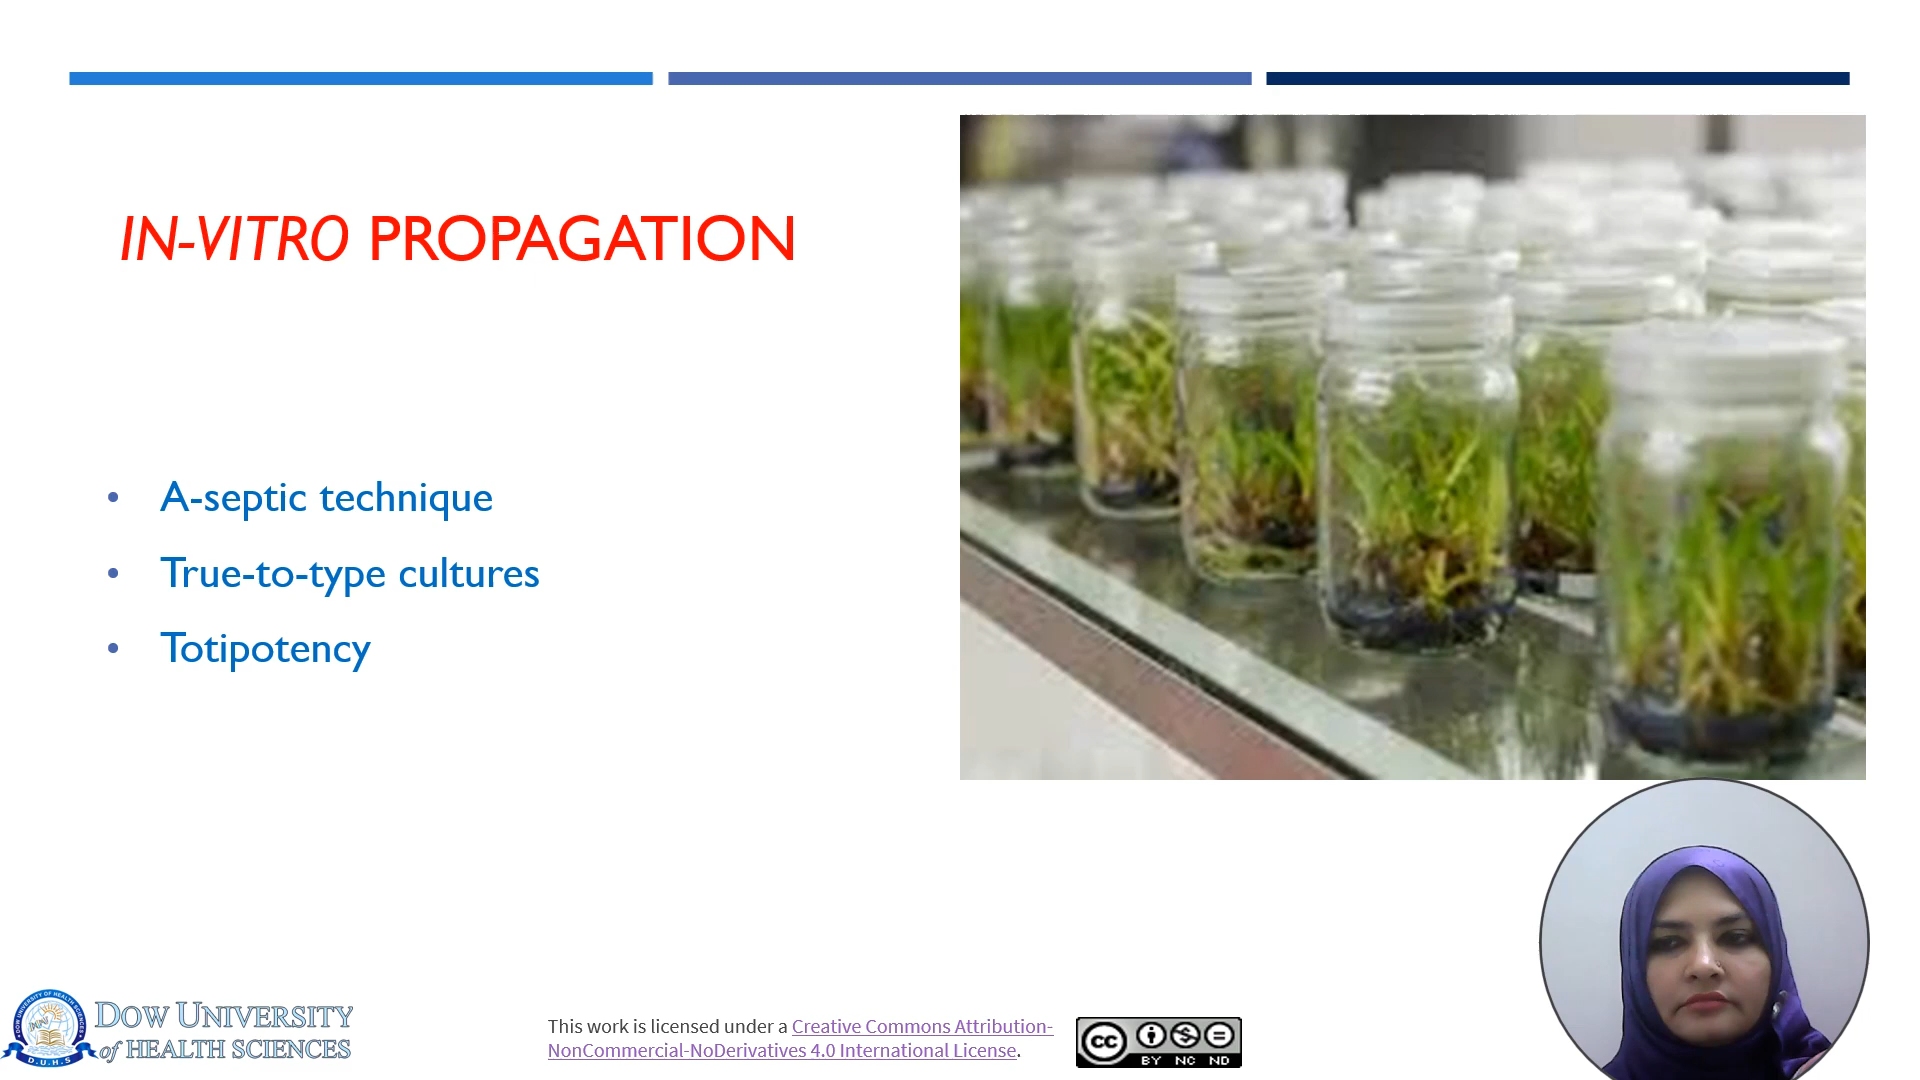 IN-VITRO PROPAGATION
• A-septic technique
• True-to-type cultures
• Totipotency
DOW UNIVERSITY
of HEALTH SCIENCES
D.U.H.S
This work is licensed under a Creative Commons Attribution-
NonCommercial-NoDerivatives 4.0 International License.
cc
BY NC ND